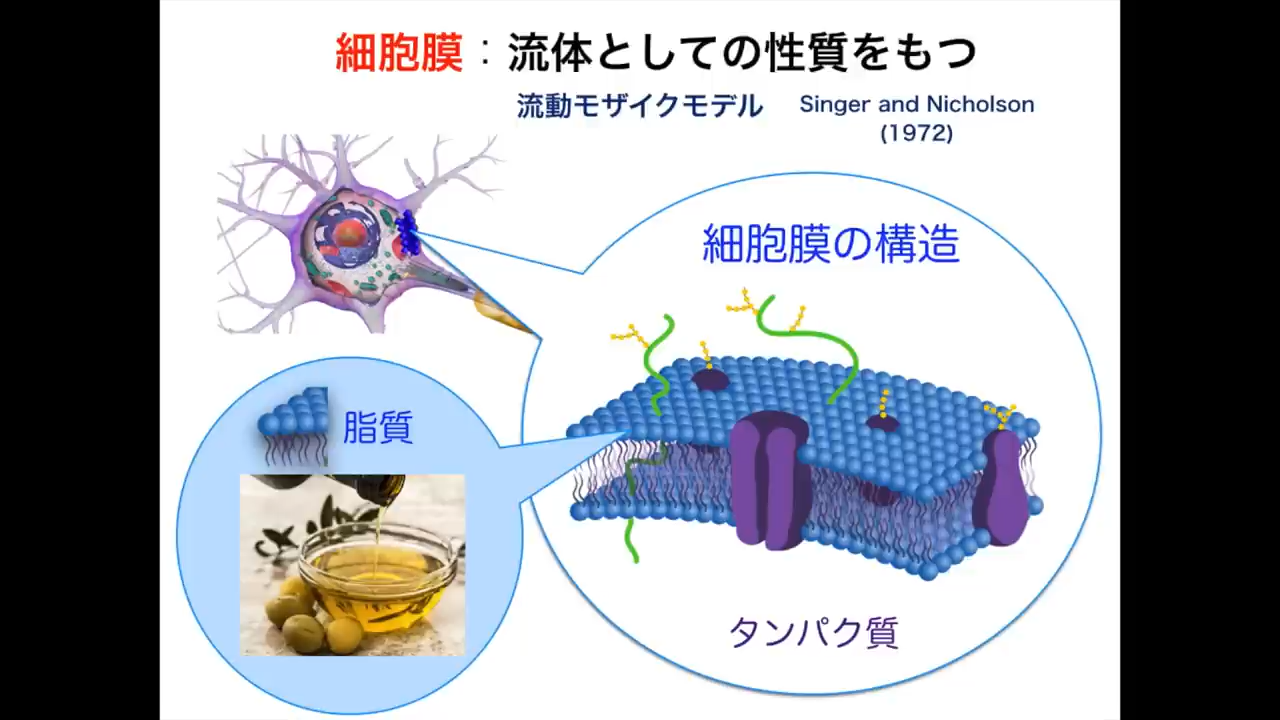 細胞膜：流体としての性質をもつ
流動モザイクモデル Singer and Nicholson
(1972)
細胞膜の構造
脂質
タンパク質